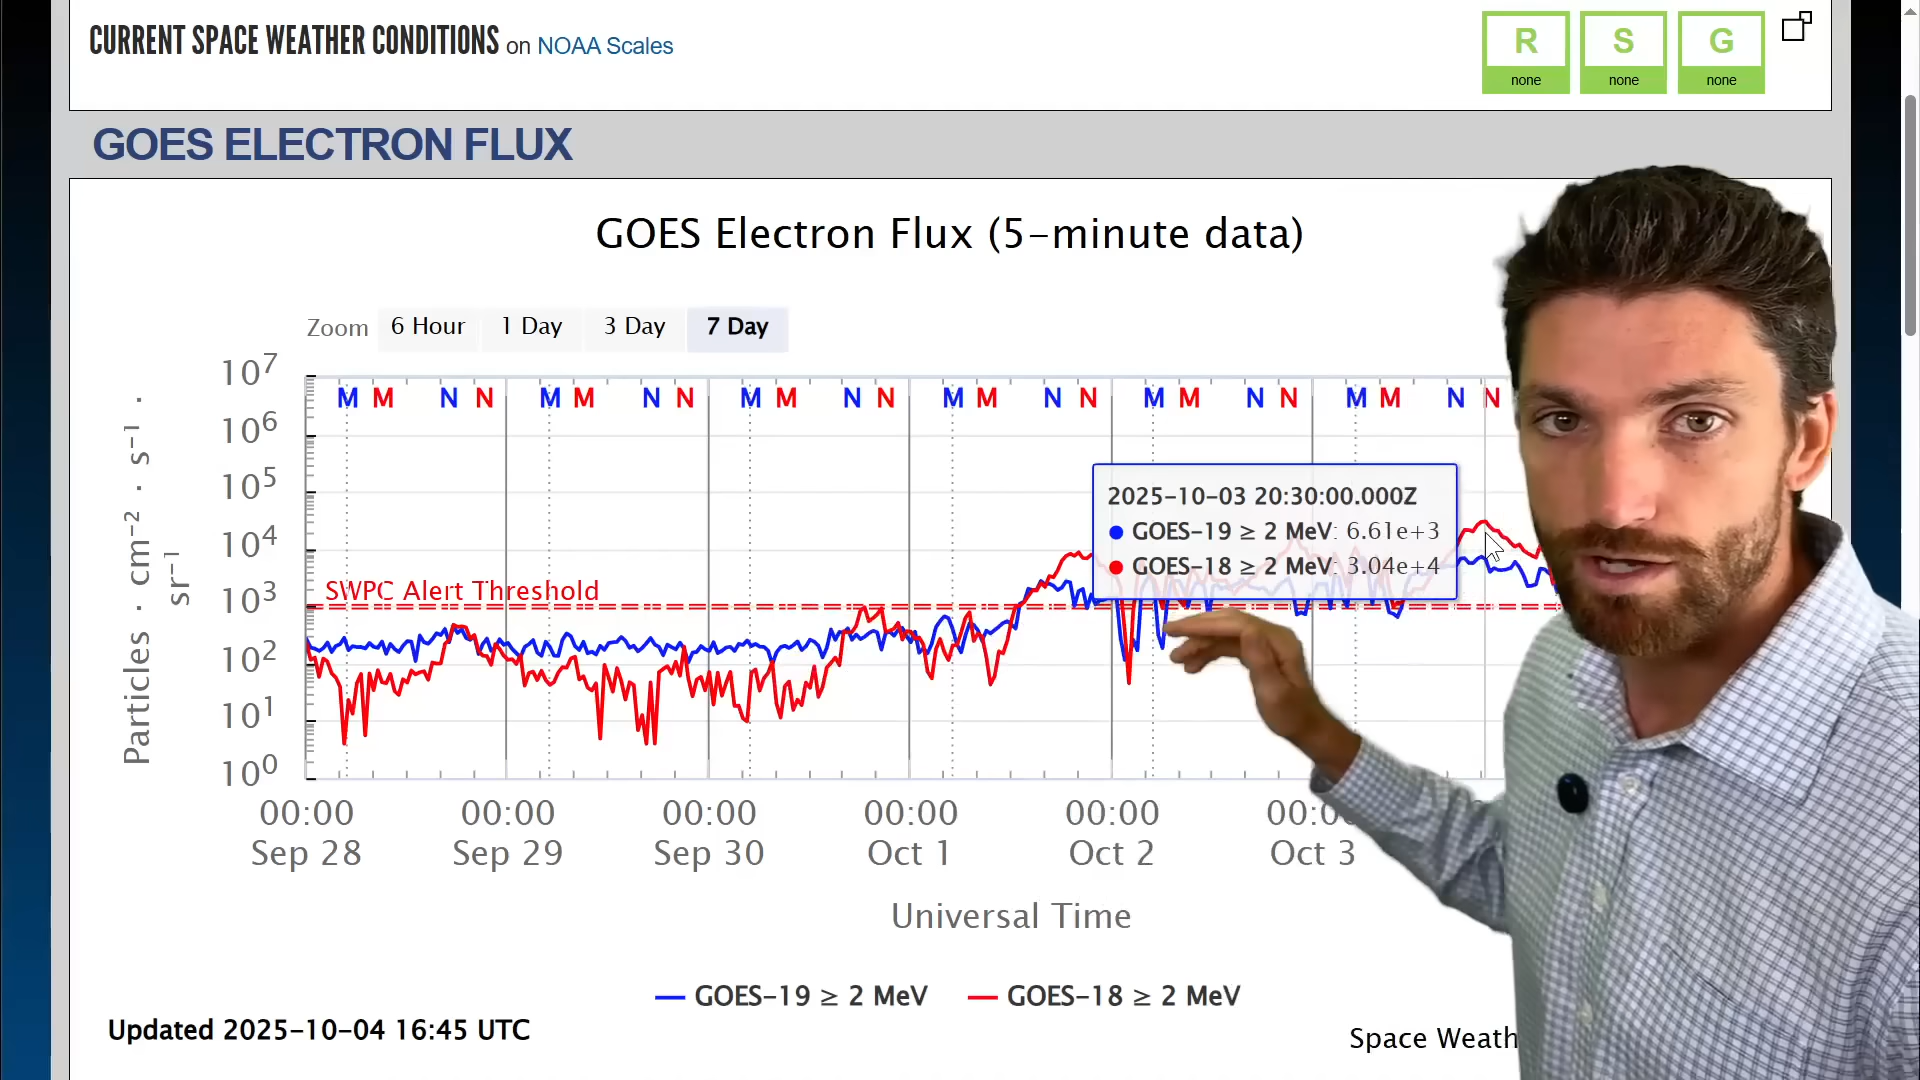 CURRENT SPACE WEATHER CONDITIONS on NOAA Scales
R S G
none none none
GOES ELECTRON FLUX
GOES Electron Flux (5-minute data)
Zoom 6 Hour 1 Day 3 Day 7 Day
10⁷
10⁶
10⁵
10⁴
10³
10²
10¹
10⁰
Particles · cm⁻² · s⁻¹ · sr⁻¹
M M N N M M N N M M N N M M N N M M N N M M N N
2025-10-03 20:30:00.000Z
GOES-19 ≥ 2 MeV: 6.61e+3
GOES-18 ≥ 2 MeV: 3.04e+4
SWPC Alert Threshold
00:00 00:00 00:00 00:00 00:00 00:0
Sep 28 Sep 29 Sep 30 Oct 1 Oct 2 Oct 3
Universal Time
GOES-19 ≥ 2 MeV GOES-18 ≥ 2 MeV
Updated 2025-10-04 16:45 UTC
Space Weath